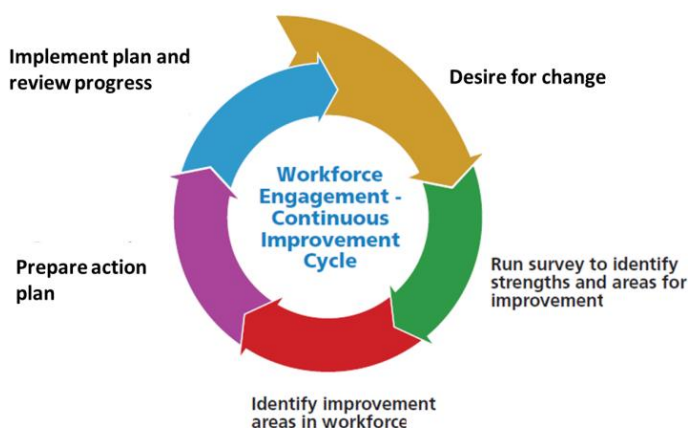 Implement plan and
review progress
Desire for change
Workforce
Engagement -
Continuous
Improvement
Cycle
Run survey to identify
strengths and areas for
improvement
Prepare action
plan
Identify improvement
areas in workforce